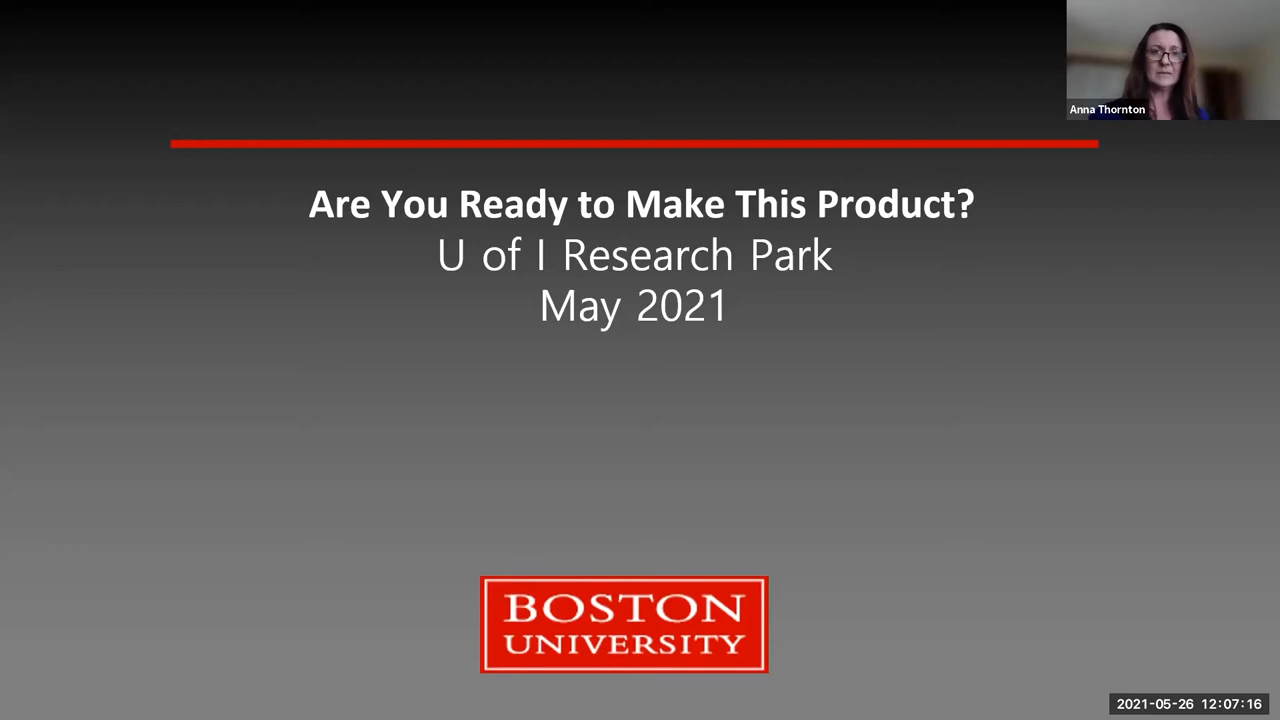 Anna Thornton
Are You Ready to Make This Product?
U of I Research Park
May 2021
BOSTON
UNIVERSITY
2021-05-26 12:07:16